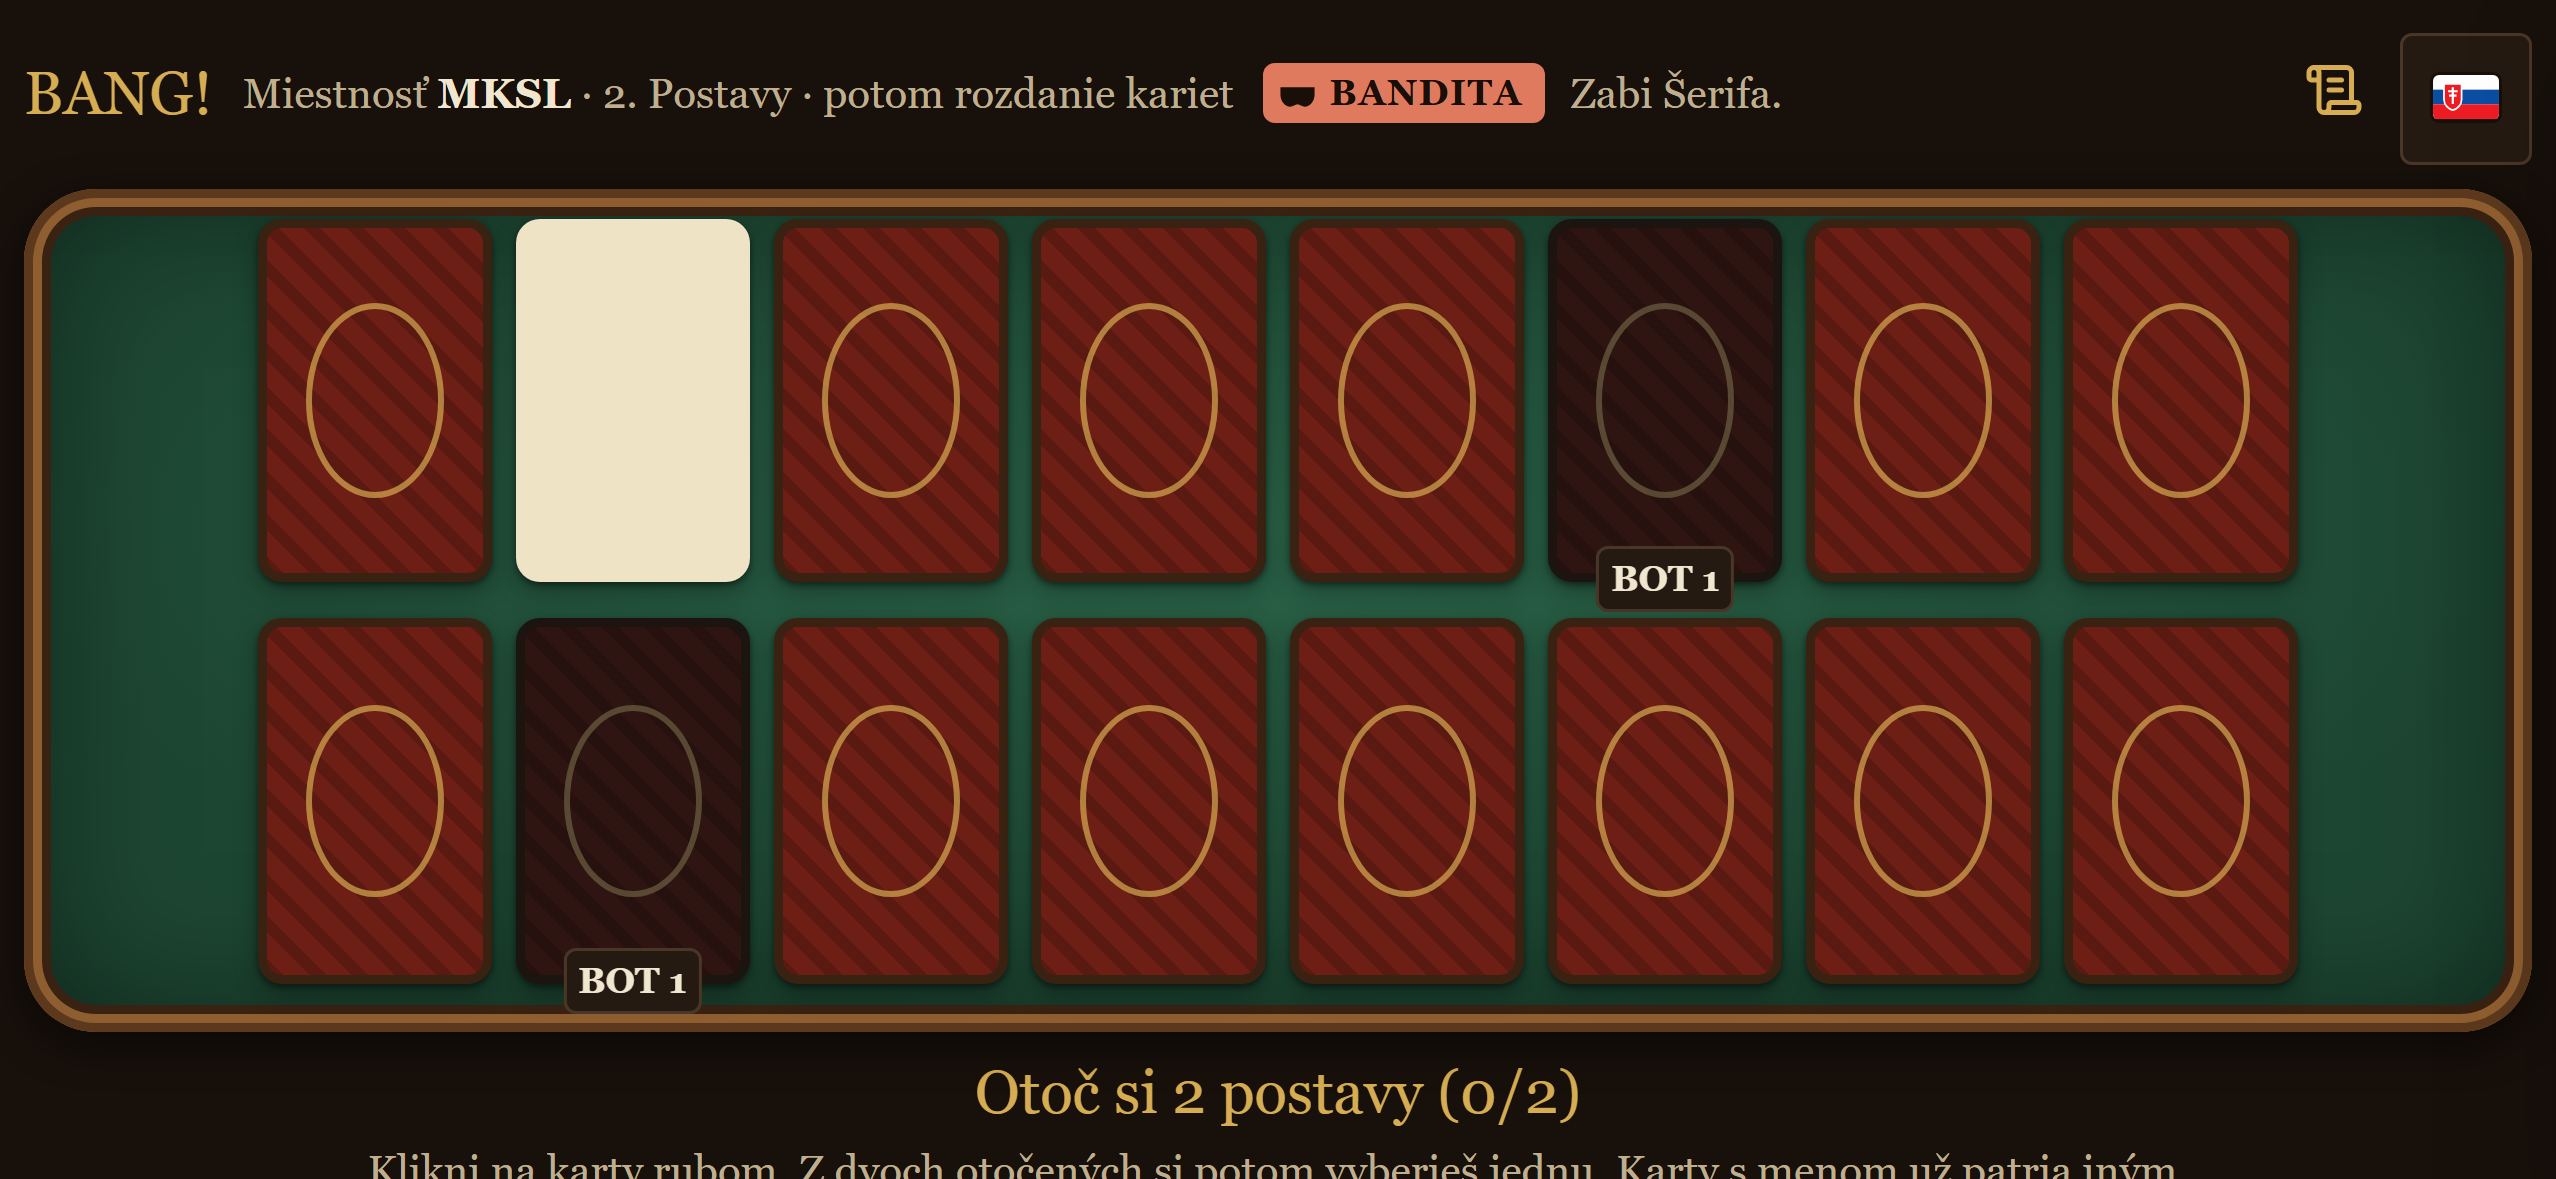 BANG! Miestnosť MKSL · 2. Postavy · potom rozdanie kariet BANDITA Zabi Šerifa.
BOT 1
BOT 1
Otoč si 2 postavy (0/2)
Klikni na karty rubom. Z dvoch otočených si potom vyberieš jednu. Karty s menom už patria iným